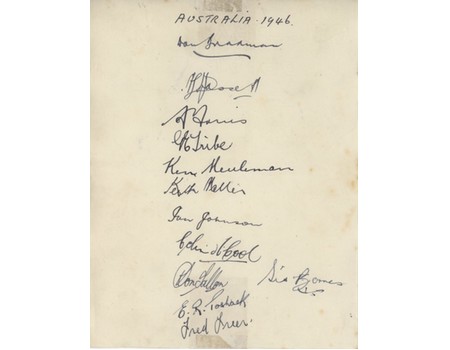 AUSTRALIA - 1946.
Don Bradman
A L Hassett
M Harvey
G E Tribe
Ken Meuleman
Keith Miller
Ian Johnson
Colin McCool
Don Tallon
Sid Barnes
E. R. Toshack
Fred Freer.